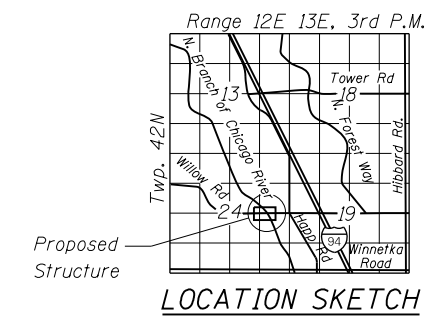 Range 12E 13E, 3rd P.M.
Twp. 42N
N. Branch of Chicago River
Tower Rd
13
18
N. Forest Way
Hibbard Rd.
Willow Rd
24
19
Happ Rd
94
Winnetka
Road
Proposed
Structure
LOCATION SKETCH